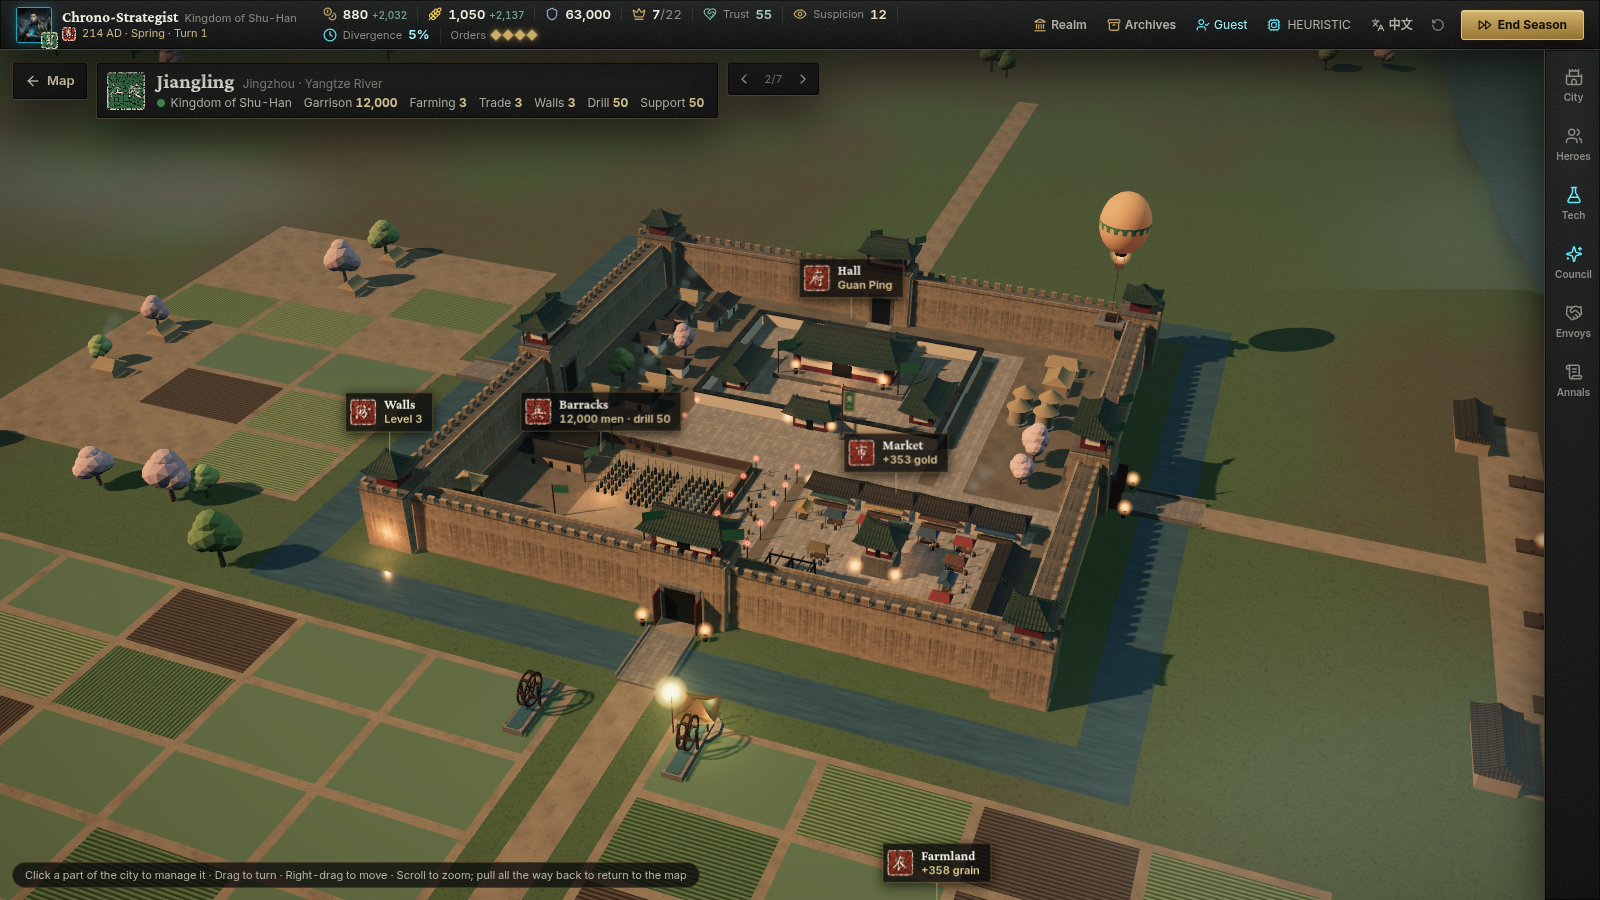 Chrono-Strategist Kingdom of Shu-Han
214 AD · Spring · Turn 1
880 +2,032
1,050 +2,137
63,000
7/22
Trust 55
Suspicion 12
Divergence 5%
Orders
Realm
Archives
Guest
HEURISTIC
中文
End Season
Map
Jiangling Jingzhou · Yangtze River
Kingdom of Shu-Han Garrison 12,000 Farming 3 Trade 3 Walls 3 Drill 50 Support 50
2/7
City
Heroes
Tech
Council
Envoys
Annals
府
Hall
Guan Ping
Walls
Level 3
兵
Barracks
12,000 men · drill 50
市
Market
+353 gold
农
Farmland
+358 grain
Click a part of the city to manage it · Drag to turn · Right-drag to move · Scroll to zoom; pull all the way back to return to the map